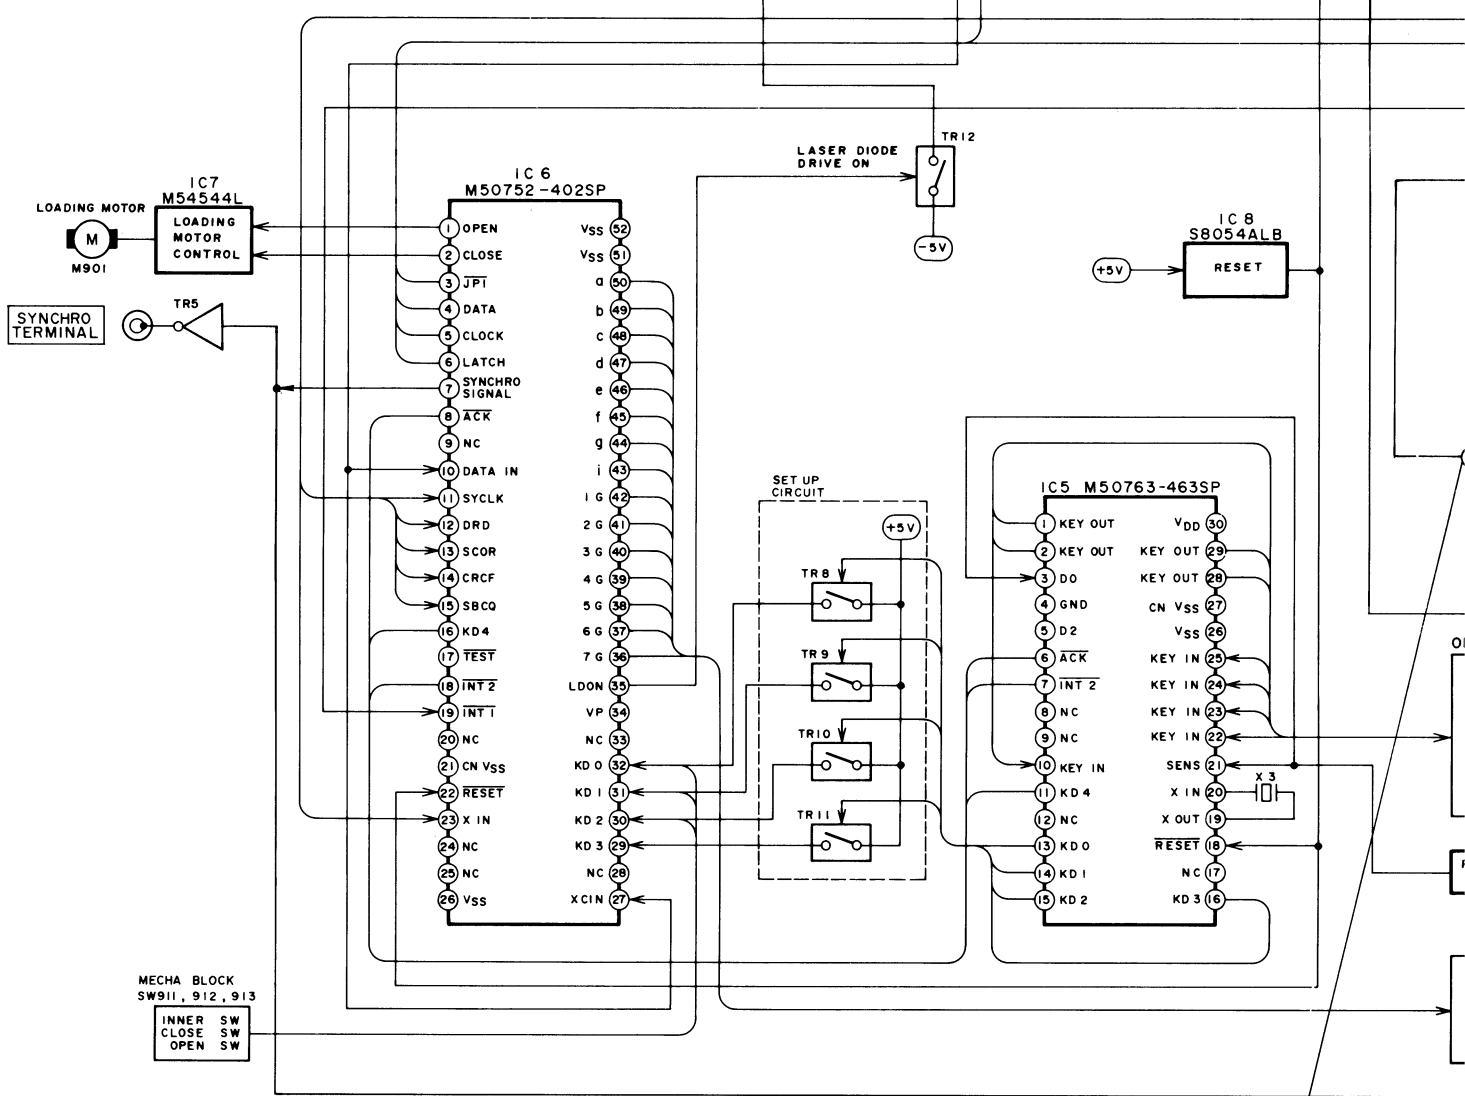 TR12
LASER DIODE
DRIVE ON
-5V
IC7
M54544L
LOADING MOTOR
M
M901
LOADING
MOTOR
CONTROL
SYNCHRO
TERMINAL
TR5
IC6
M50752-402SP
1 OPEN
2 CLOSE
3 JP1
4 DATA
5 CLOCK
6 LATCH
7 SYNCHRO
SIGNAL
8 ACK
9 NC
10 DATA IN
11 SYCLK
12 DRD
13 SCOR
14 CRCF
15 SBCQ
16 KD4
17 TEST
18 INT2
19 INT1
20 NC
21 CN VSS
22 RESET
23 X IN
24 NC
25 NC
26 VSS
VSS 52
VSS 51
a 50
b 49
c 48
d 47
e 46
f 45
g 44
i 43
1G 42
2G 41
3G 40
4G 39
5G 38
6G 37
7G 36
LDON 35
VP 34
NC 33
KD0 32
KD1 31
KD2 30
KD3 29
NC 28
XCIN 27
IC8
S8054ALB
+5V
RESET
SET UP
CIRCUIT
+5V
TR8
TR9
TR10
TR11
IC5 M50763-463SP
1 KEY OUT
2 KEY OUT
3 D0
4 GND
5 D2
6 ACK
7 INT2
8 NC
9 NC
10 KEY IN
11 KD4
12 NC
13 KD0
14 KD1
15 KD2
VDD 30
KEY OUT 29
KEY OUT 28
CN VSS 27
VSS 26
KEY IN 25
KEY IN 24
KEY IN 23
KEY IN 22
SENS 21
X IN 20
X OUT 19
RESET 18
NC 17
KD3 16
X3
MECHA BLOCK
SW911, 912, 913
INNER SW
CLOSE SW
OPEN SW